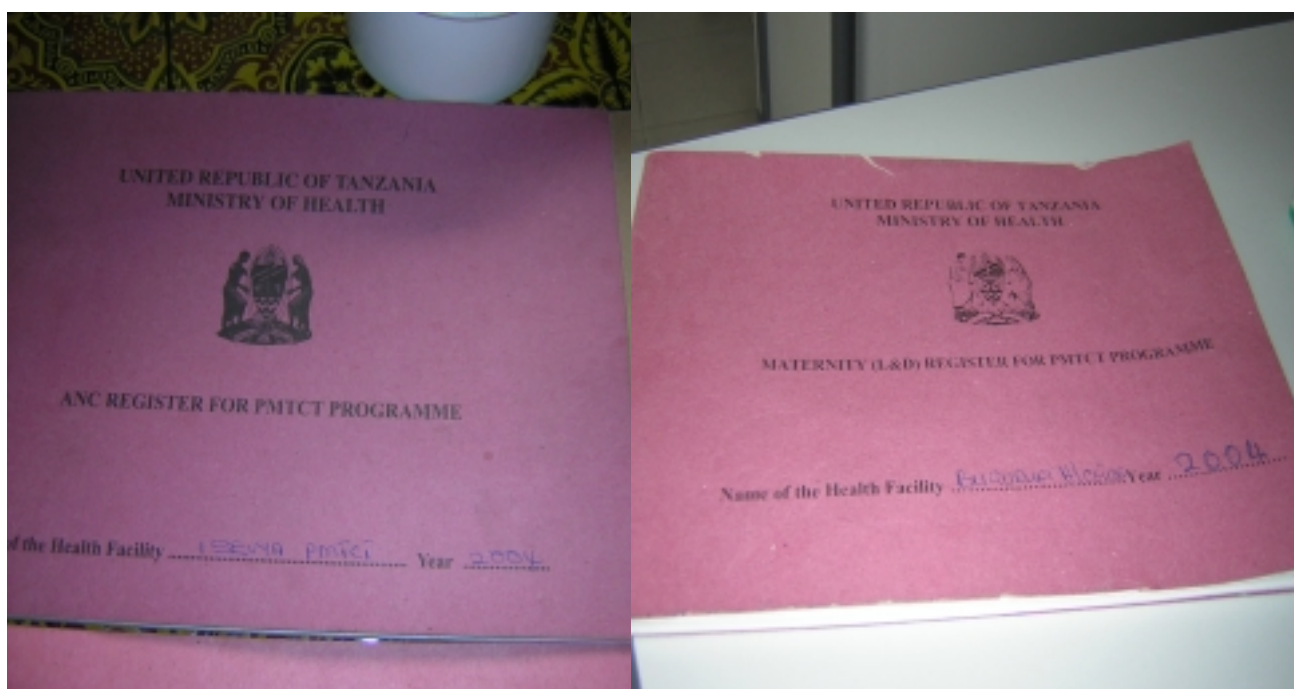 UNITED REPUBLIC OF TANZANIA
MINISTRY OF HEALTH
ANC REGISTER FOR PMTCT PROGRAMME
of the Health Facility ISEVYA PMTCT Year 2004
UNITED REPUBLIC OF TANZANIA
MINISTRY OF HEALTH
MATERNITY (L&D) REGISTER FOR PMTCT PROGRAMME
Name of the Health Facility Year 2004